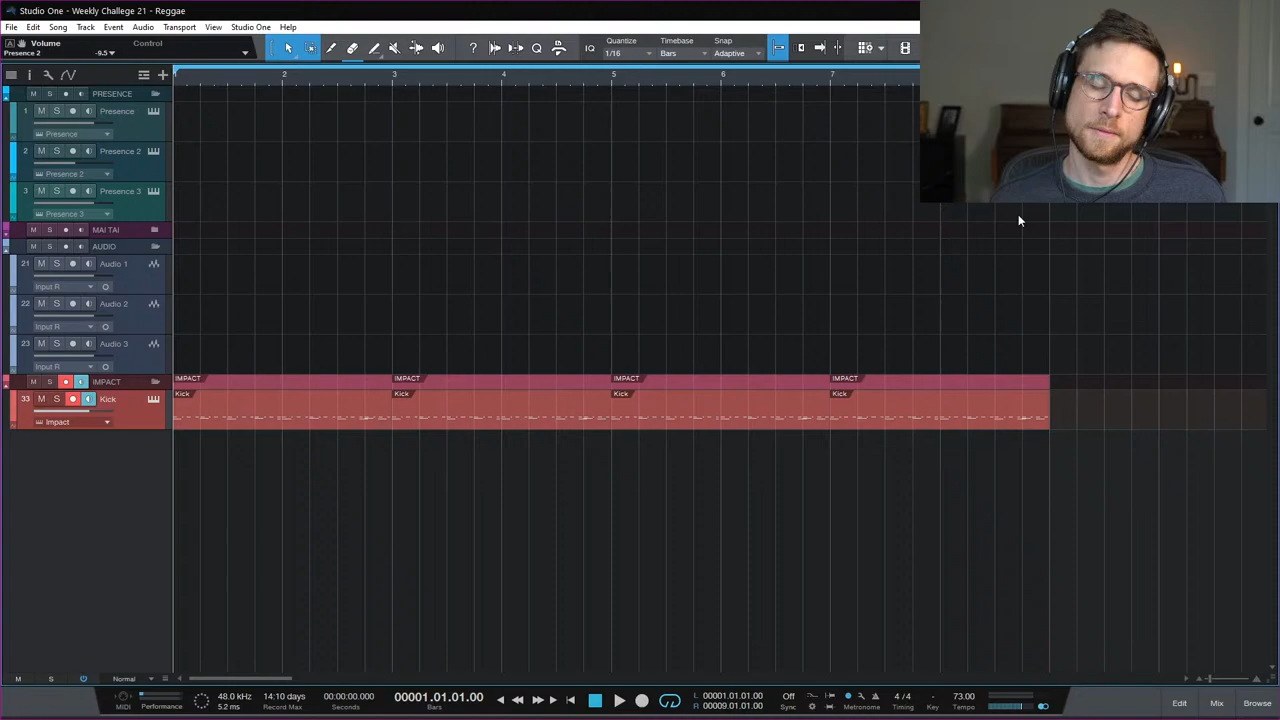 Studio One - Weekly Challege 21 - Reggae
File Edit Song Track Event Audio Transport View Studio One Help
Volume Control
Presence 2 -9.5
IQ Quantize Timebase Snap
1/16 Bars Adaptive
2 3 4 5 6 7
M S PRESENCE
1 M S Presence
Presence
2 M S Presence 2
Presence 2
3 M S Presence 3
Presence 3
M S MAI TAI
M S AUDIO
21 M S Audio 1
Input R
22 M S Audio 2
Input R
23 M S Audio 3
Input R
M S IMPACT
IMPACT IMPACT IMPACT IMPACT
33 M S Kick
Kick Kick Kick Kick
Impact
M S Normal
MIDI Performance
48.0 kHz
5.2 ms
14:10 days
Record Max
00:00:00.000
Seconds
00001.01.01.00
Bars
L 00001.01.01.00
R 00009.01.01.00
Off
Sync
Metronome
4 / 4
Timing
-
Key
73.00
Tempo
Edit Mix Browse